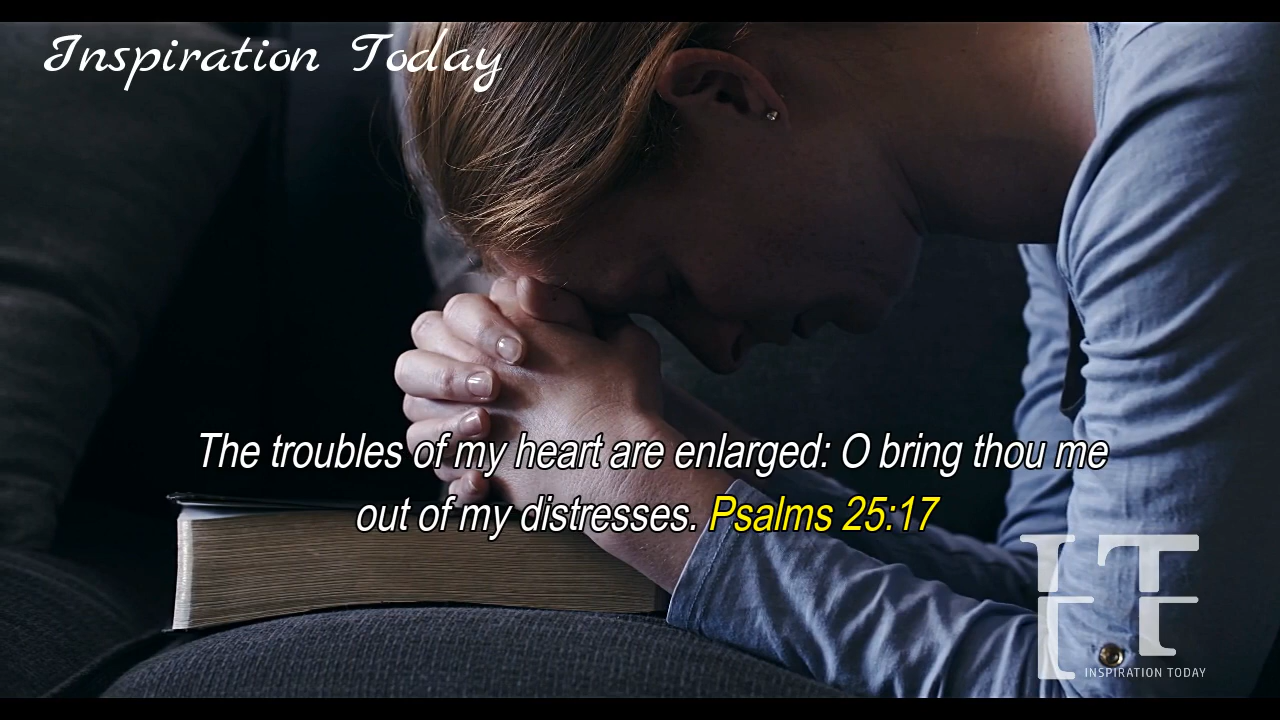 Inspiration Today
The troubles of my heart are enlarged: O bring thou me
out of my distresses. Psalms 25:17
IT
INSPIRATION TODAY